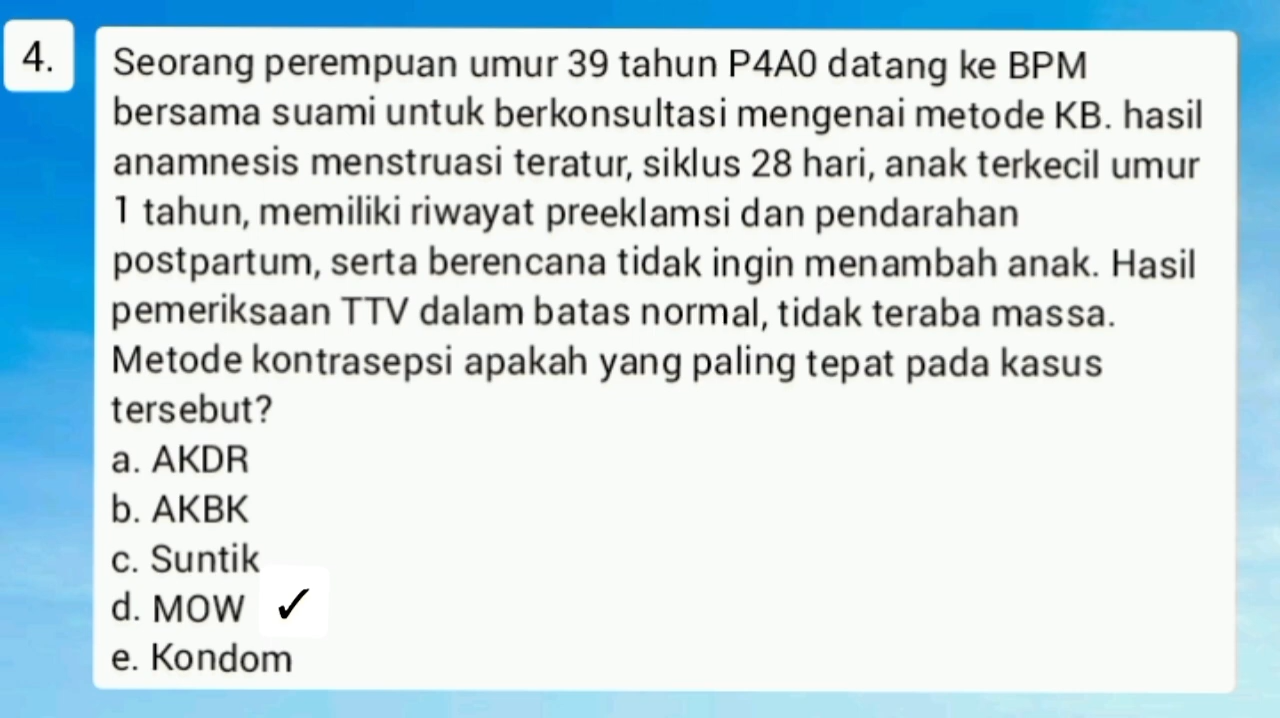 4.
Seorang perempuan umur 39 tahun P4A0 datang ke BPM
bersama suami untuk berkonsultasi mengenai metode KB. hasil
anamnesis menstruasi teratur, siklus 28 hari, anak terkecil umur
1 tahun, memiliki riwayat preeklamsi dan pendarahan
postpartum, serta berencana tidak ingin menambah anak. Hasil
pemeriksaan TTV dalam batas normal, tidak teraba massa.
Metode kontrasepsi apakah yang paling tepat pada kasus
tersebut?
a. AKDR
b. AKBK
c. Suntik
d. MOW ✓
e. Kondom